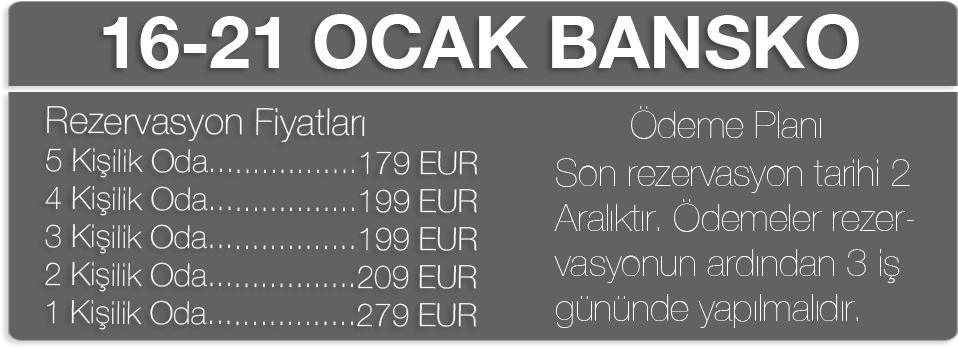 16-21 OCAK BANSKO
Rezervasyon Fiyatları
5 Kişilik Oda.................179 EUR
4 Kişilik Oda.................199 EUR
3 Kişilik Oda.................199 EUR
2 Kişilik Oda.................209 EUR
1 Kişilik Oda.................279 EUR
Ödeme Planı
Son rezervasyon tarihi 2
Aralıktır. Ödemeler rezer-
vasyonun ardından 3 iş
gününde yapılmalıdır.